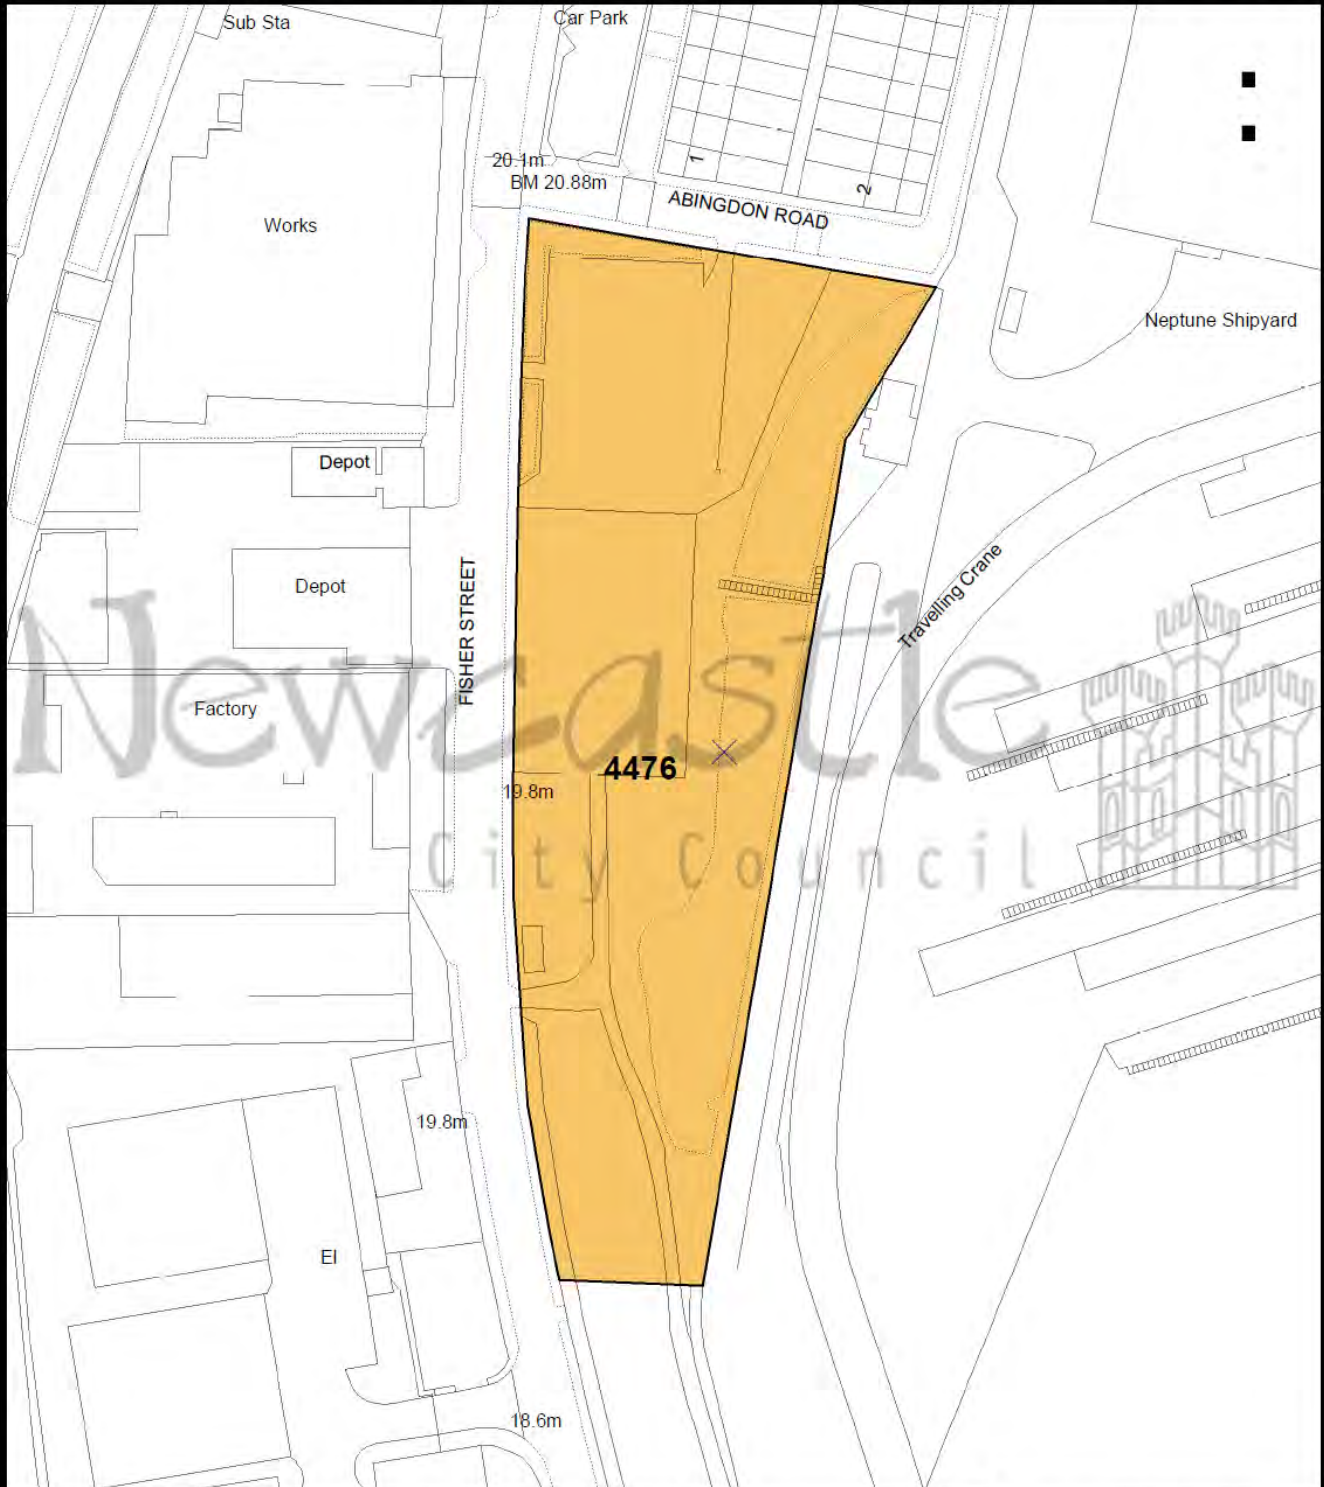 Sub Sta
Car Park
20.1m
BM 20.88m
1
2
ABINGDON ROAD
Works
Neptune Shipyard
Depot
Depot
FISHER STREET
Travelling Crane
Newcastle
City Council
Factory
4476
19.8m
19.8m
El
18.6m